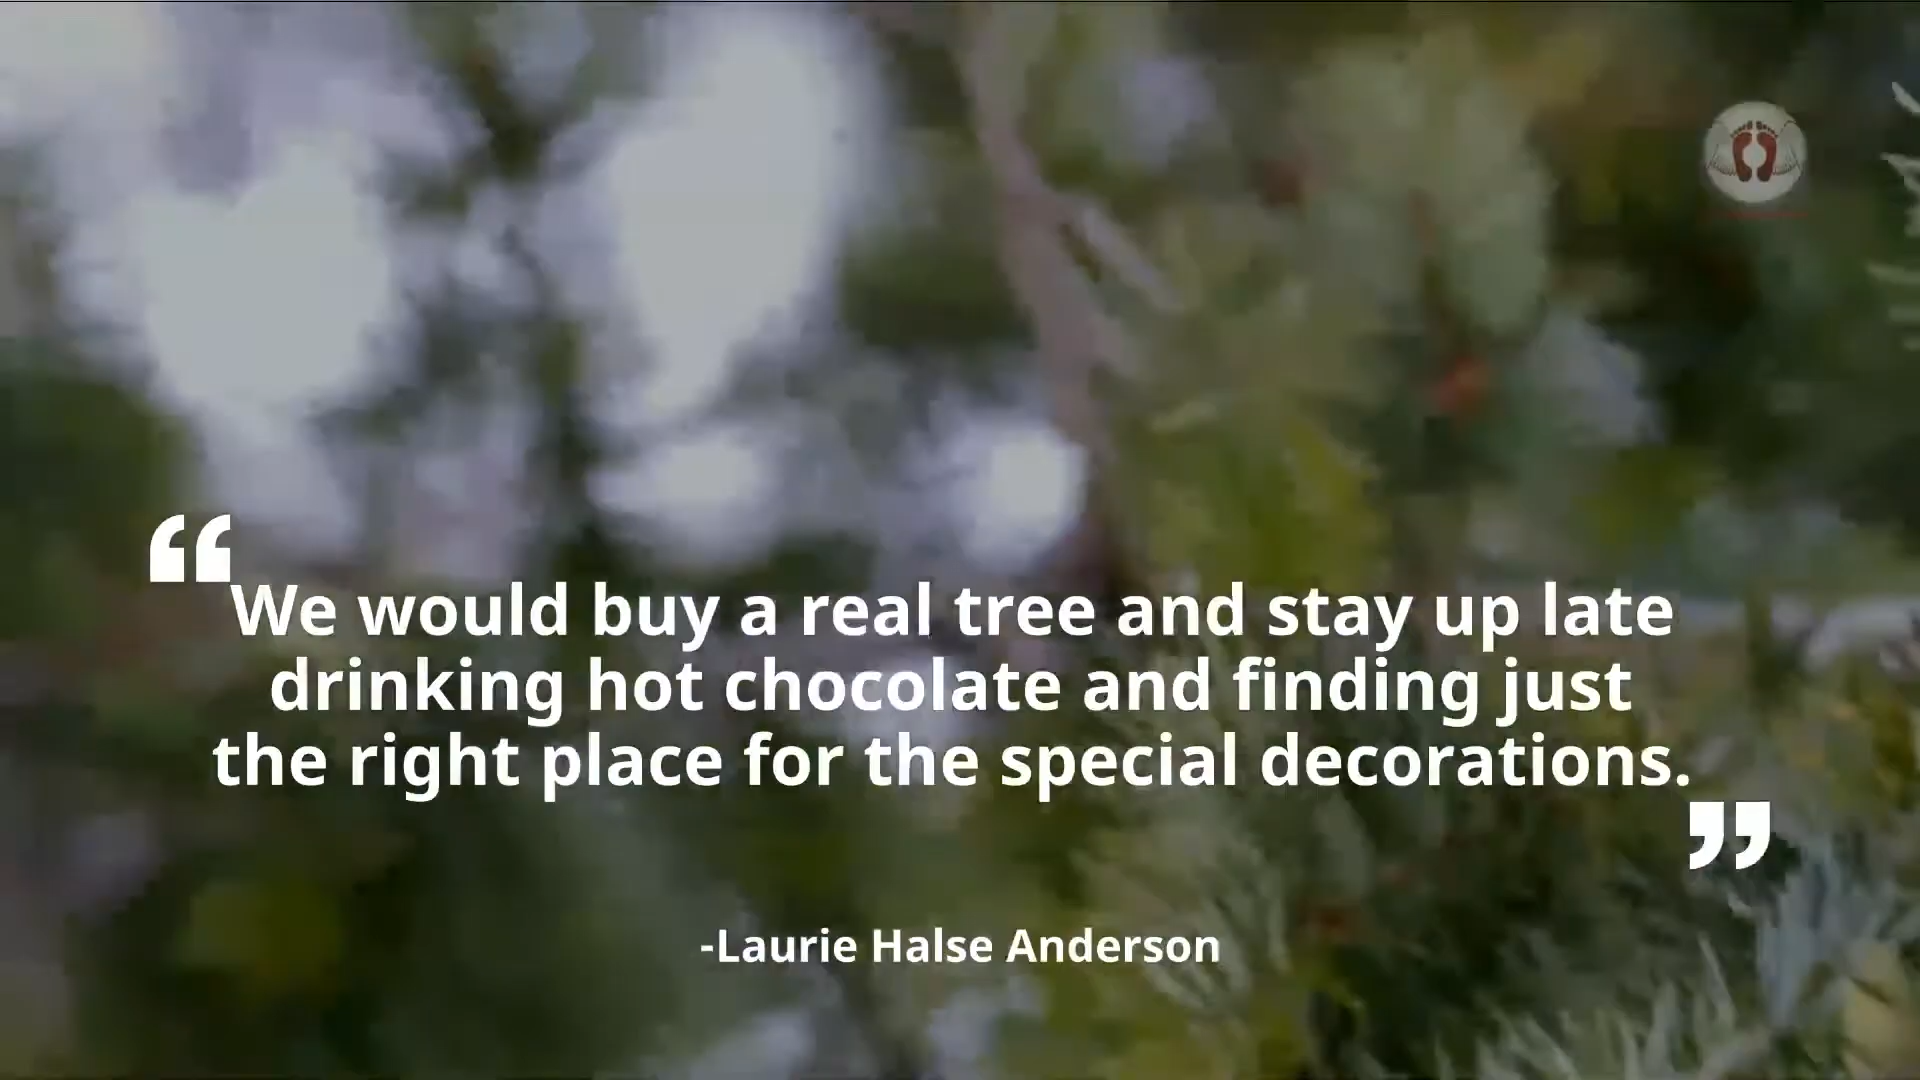 “We would buy a real tree and stay up late
drinking hot chocolate and finding just
the right place for the special decorations.”
-Laurie Halse Anderson